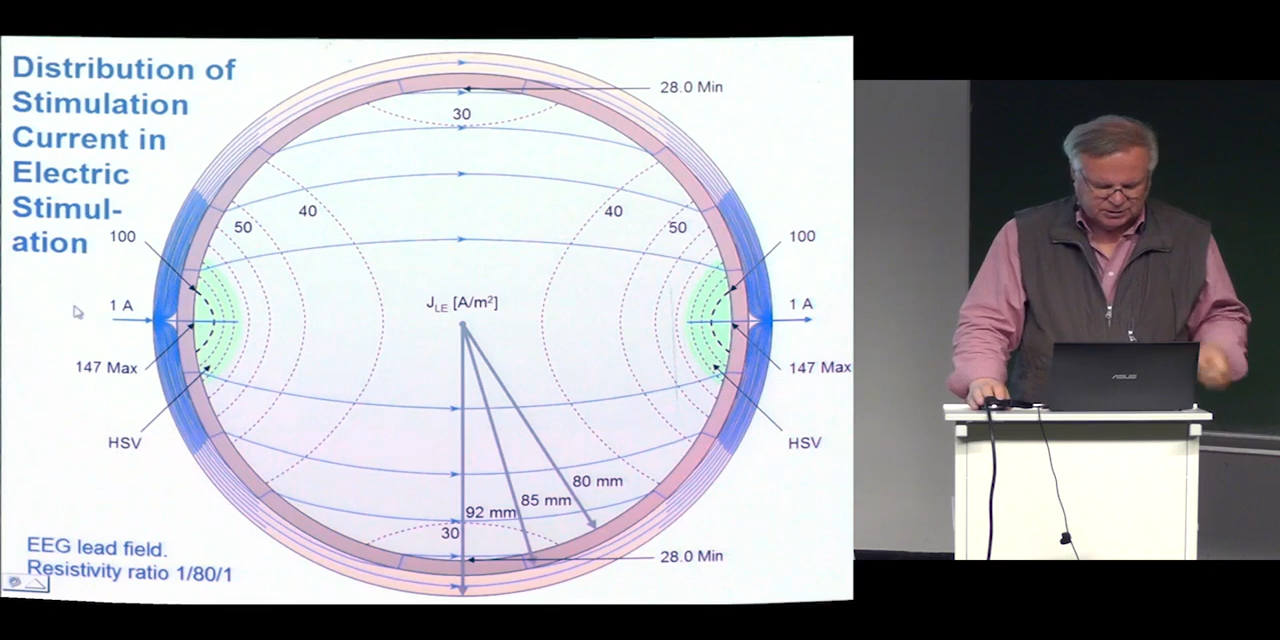 Distribution of
Stimulation
Current in
Electric
Stimul-
ation
28.0 Min
30
40
40
50
50
100
100
1 A
1 A
JLE [A/m²]
147 Max
147 Max
HSV
HSV
80 mm
85 mm
92 mm
30
28.0 Min
EEG lead field.
Resistivity ratio 1/80/1
ASUS